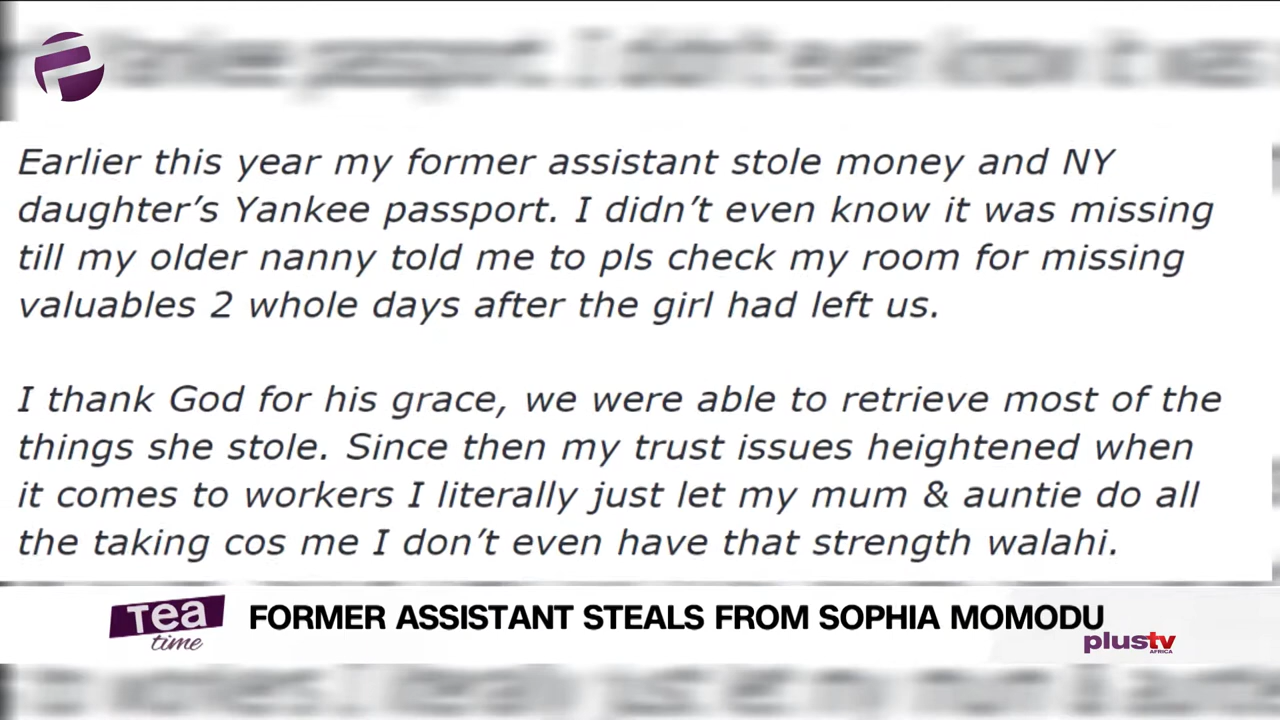 Earlier this year my former assistant stole money and NY
daughter's Yankee passport. I didn't even know it was missing
till my older nanny told me to pls check my room for missing
valuables 2 whole days after the girl had left us.
I thank God for his grace, we were able to retrieve most of the
things she stole. Since then my trust issues heightened when
it comes to workers I literally just let my mum & auntie do all
the taking cos me I don't even have that strength walahi.
Tea
time
FORMER ASSISTANT STEALS FROM SOPHIA MOMODU
plustv
AFRICA